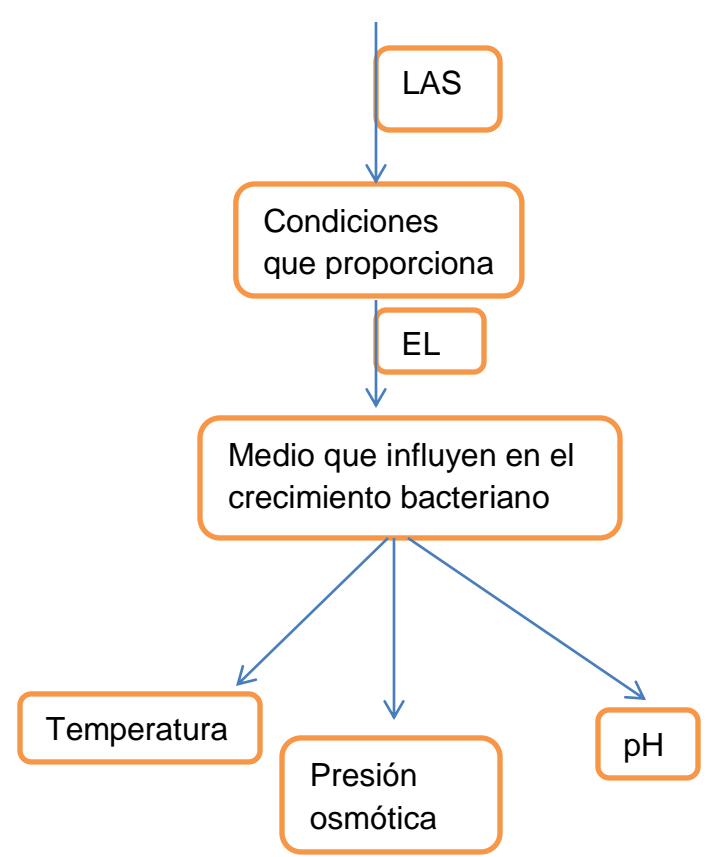 LAS
Condiciones
que proporciona
EL
Medio que influyen en el
crecimiento bacteriano
Temperatura
Presión
osmótica
pH